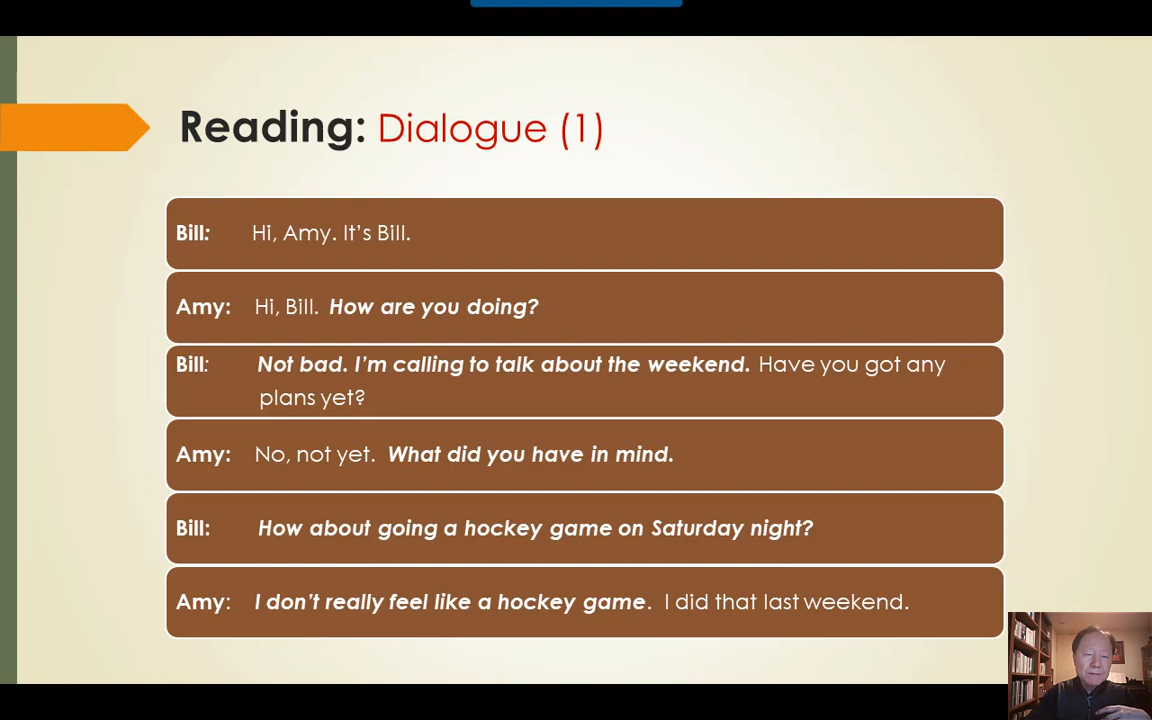 Reading: Dialogue (1)
Bill: Hi, Amy. It’s Bill.
Amy: Hi, Bill. How are you doing?
Bill: Not bad. I’m calling to talk about the weekend. Have you got any
plans yet?
Amy: No, not yet. What did you have in mind.
Bill: How about going a hockey game on Saturday night?
Amy: I don’t really feel like a hockey game. I did that last weekend.